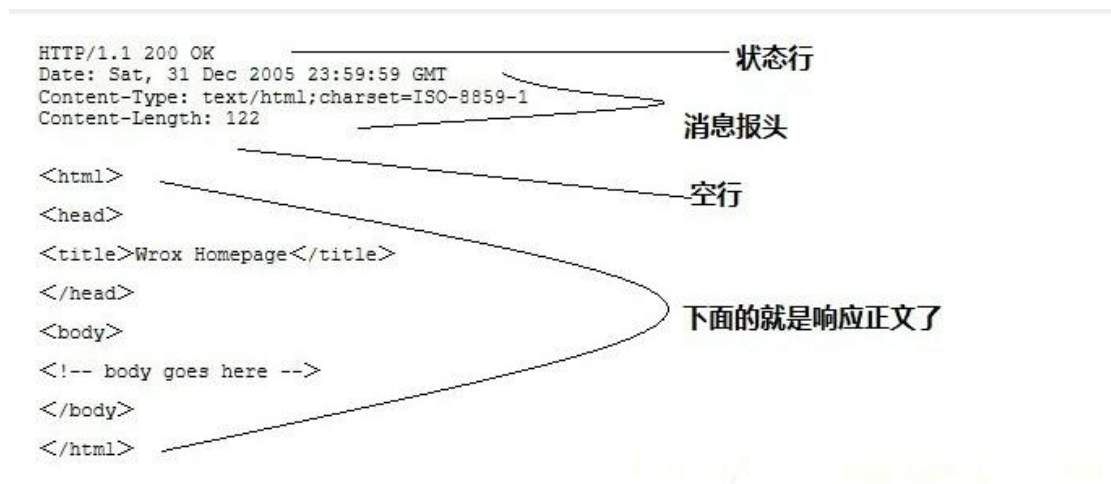 HTTP/1.1 200 OK
状态行
Date: Sat, 31 Dec 2005 23:59:59 GMT
Content-Type: text/html;charset=ISO-8859-1
Content-Length: 122
消息报头
空行
<html>
<head>
<title>Wrox Homepage</title>
</head>
下面的就是响应正文了
<body>
<!-- body goes here -->
</body>
</html>